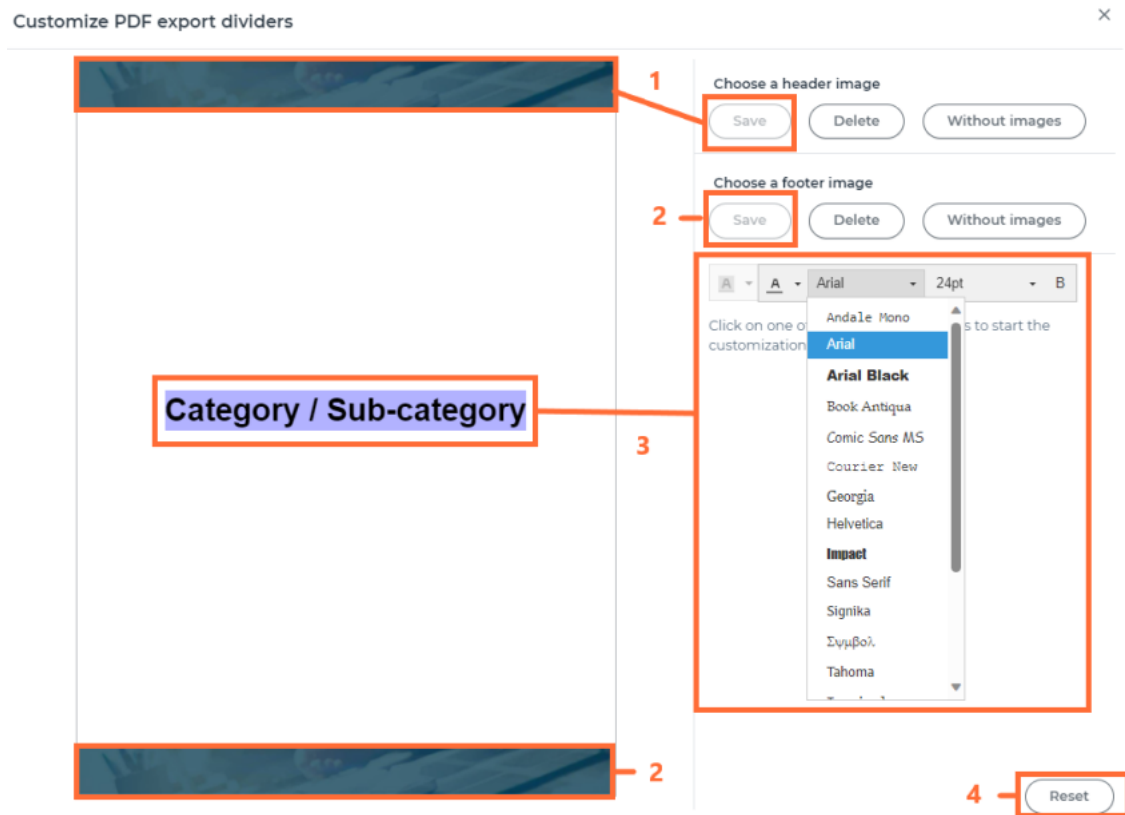 Customize PDF export dividers
×
1
Choose a header image
Save Delete Without images
Choose a footer image
2 Save Delete Without images
A A Arial 24pt B
Click on one o s to start the
customization
Andale Mono
Arial
Arial Black
Book Antiqua
Comic Sans MS
Courier New
Georgia
Helvetica
Impact
Sans Serif
Signika
Σψμβολ
Tahoma
Category / Sub-category
3
2
4 Reset